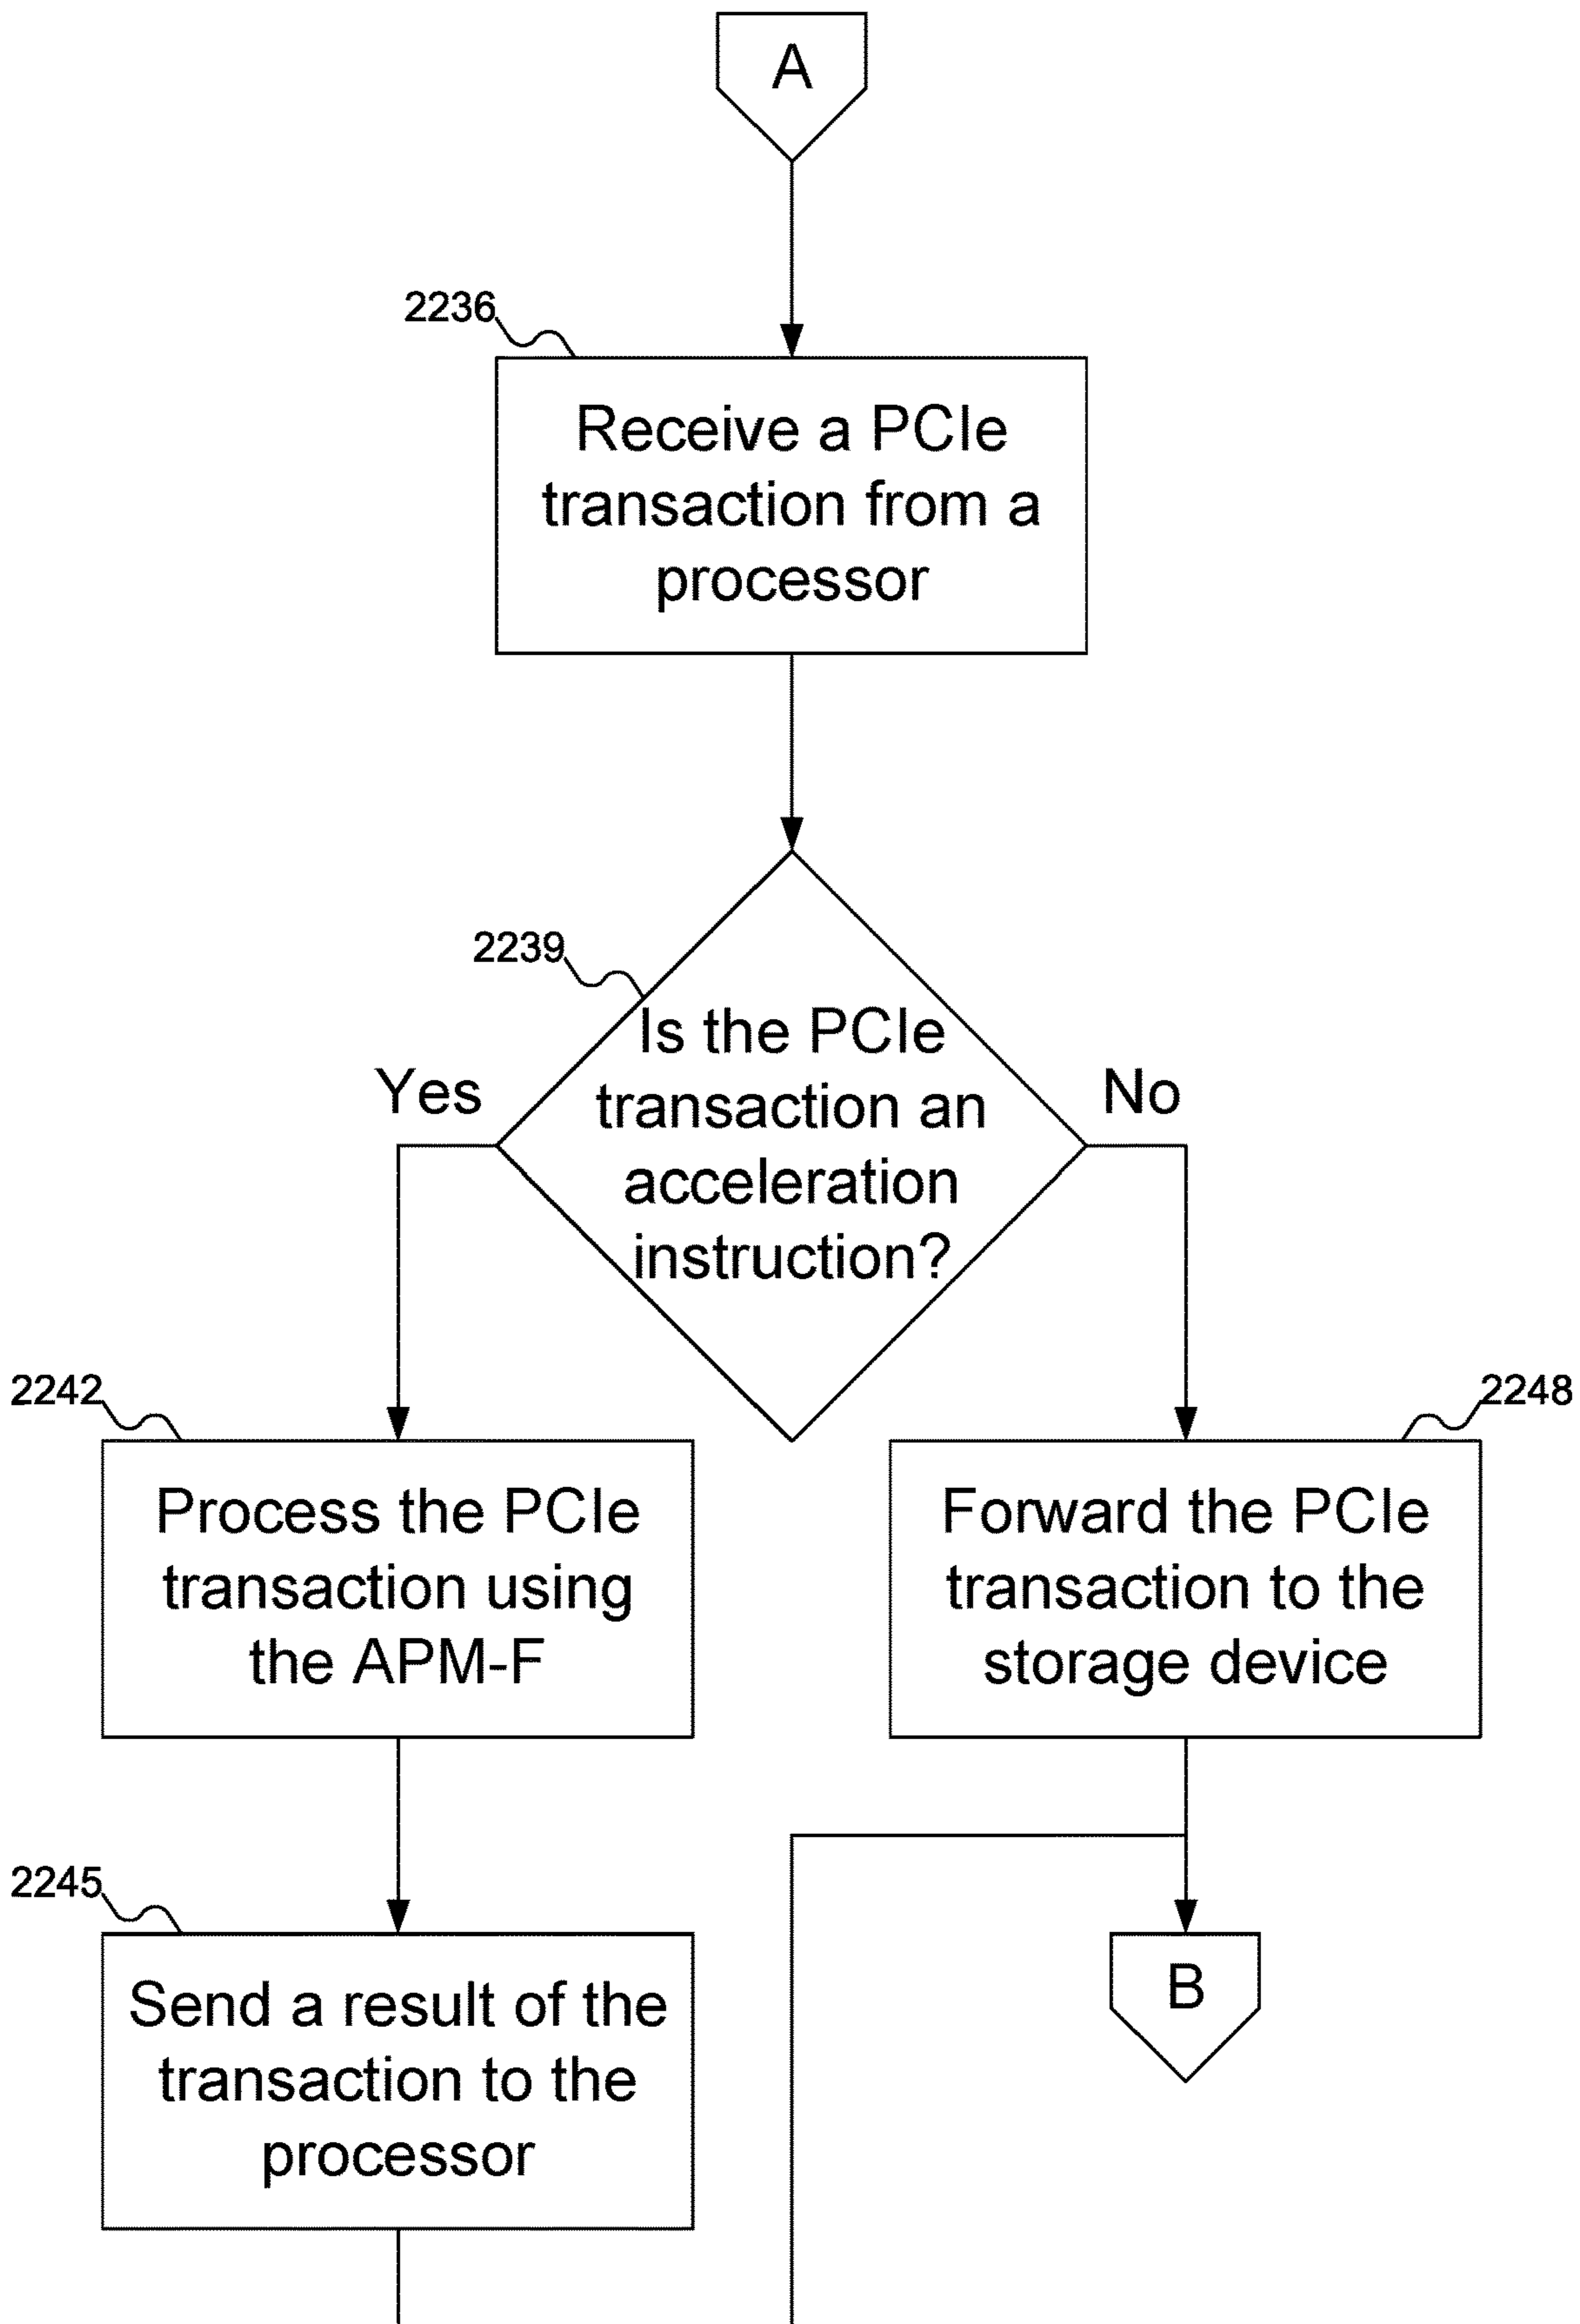 A
2236
Receive a PCIe
transaction from a
processor
2239
Is the PCIe
transaction an
acceleration
instruction?
Yes
No
2242
Process the PCIe
transaction using
the APM-F
2248
Forward the PCIe
transaction to the
storage device
2245
Send a result of the
transaction to the
processor
B